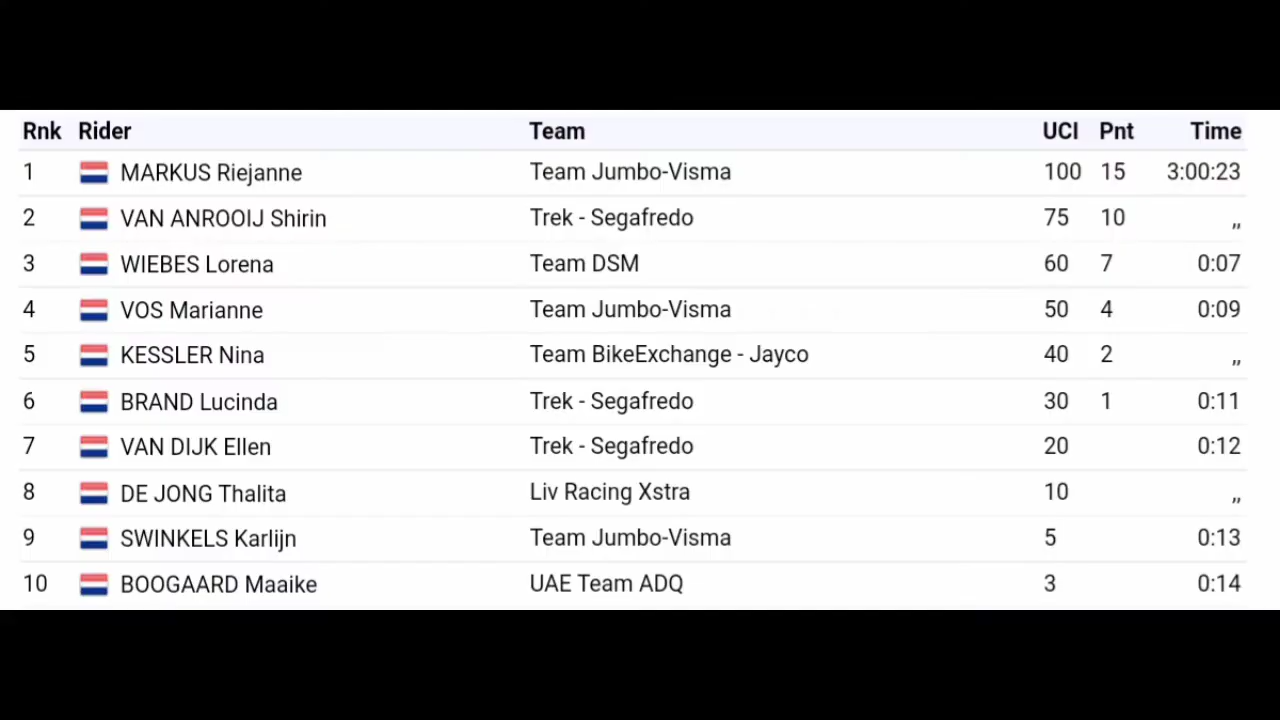 Rnk Rider Team UCI Pnt Time
1 MARKUS Riejanne Team Jumbo-Visma 100 15 3:00:23
2 VAN ANROOIJ Shirin Trek - Segafredo 75 10 ,,
3 WIEBES Lorena Team DSM 60 7 0:07
4 VOS Marianne Team Jumbo-Visma 50 4 0:09
5 KESSLER Nina Team BikeExchange - Jayco 40 2 ,,
6 BRAND Lucinda Trek - Segafredo 30 1 0:11
7 VAN DIJK Ellen Trek - Segafredo 20 0:12
8 DE JONG Thalita Liv Racing Xstra 10 ,,
9 SWINKELS Karlijn Team Jumbo-Visma 5 0:13
10 BOOGAARD Maaike UAE Team ADQ 3 0:14